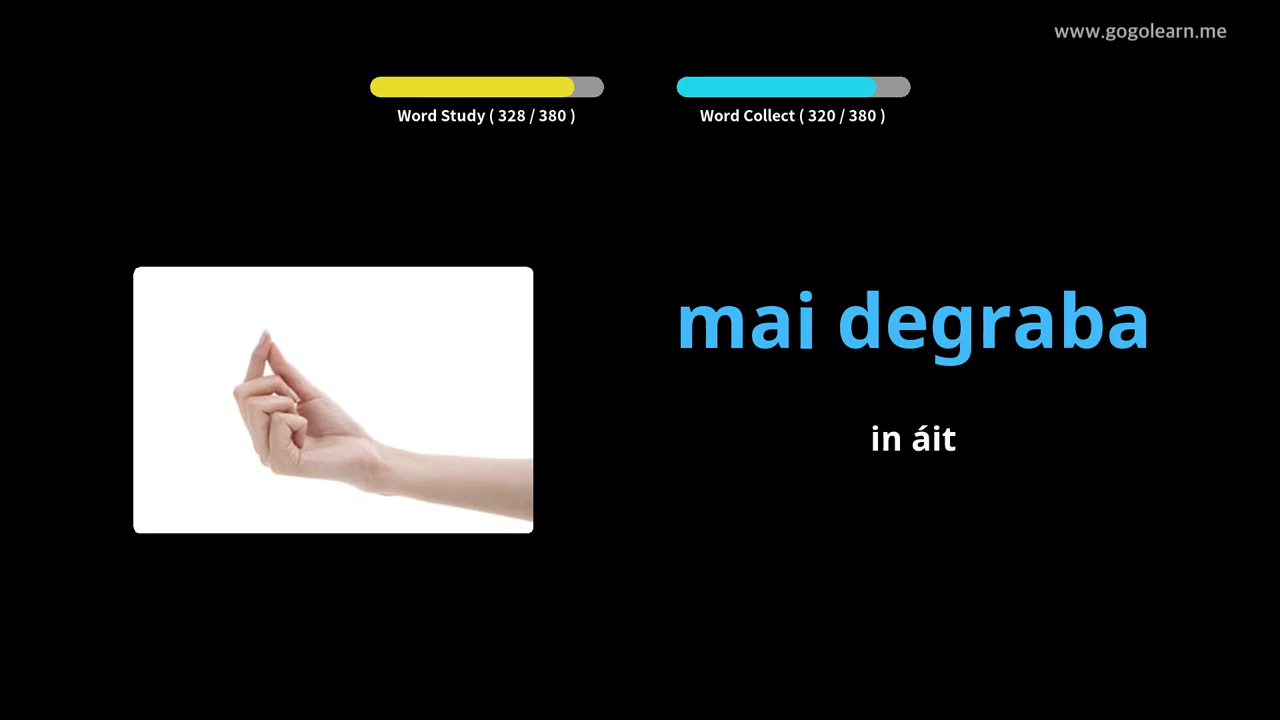 www.gogolearn.me
Word Study ( 328 / 380 )
Word Collect ( 320 / 380 )
mai degraba
in áit